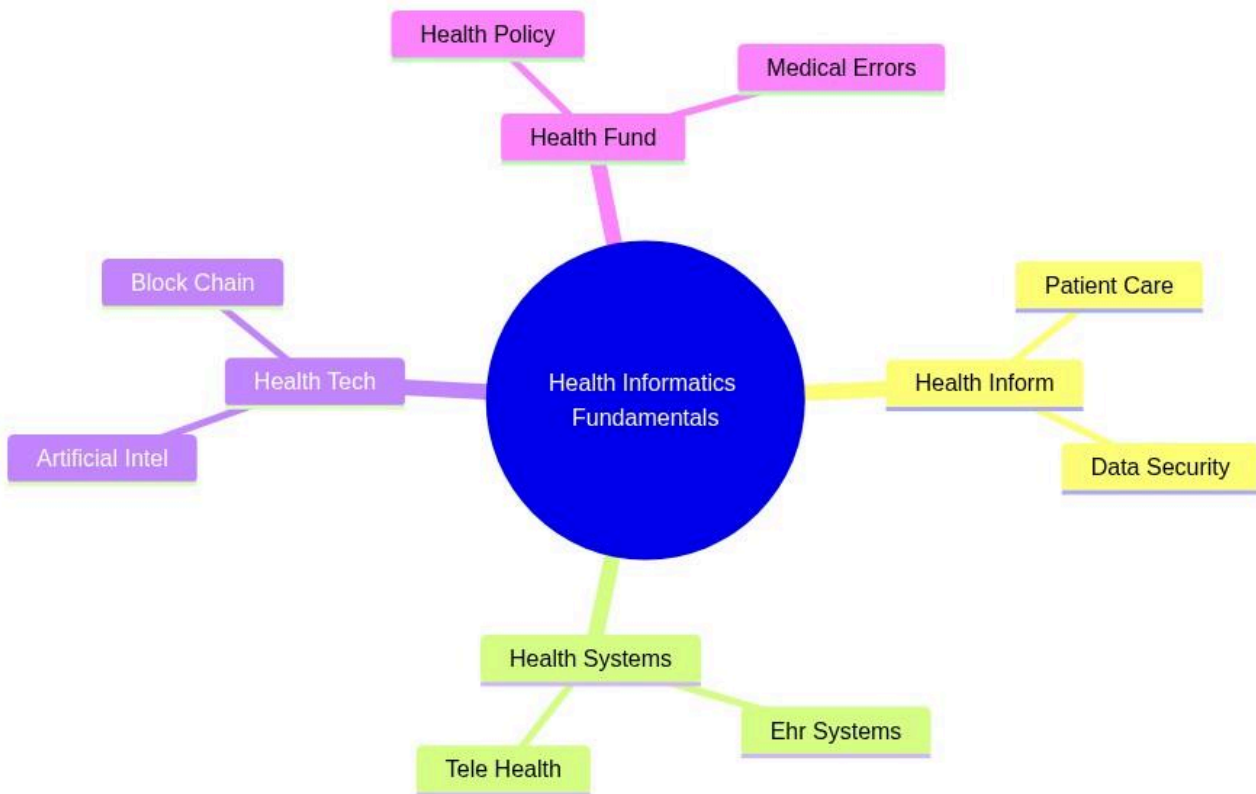 Health Policy
Medical Errors
Health Fund
Block Chain
Patient Care
Health Tech
Health Informatics
Fundamentals
Health Inform
Artificial Intel
Data Security
Health Systems
Ehr Systems
Tele Health